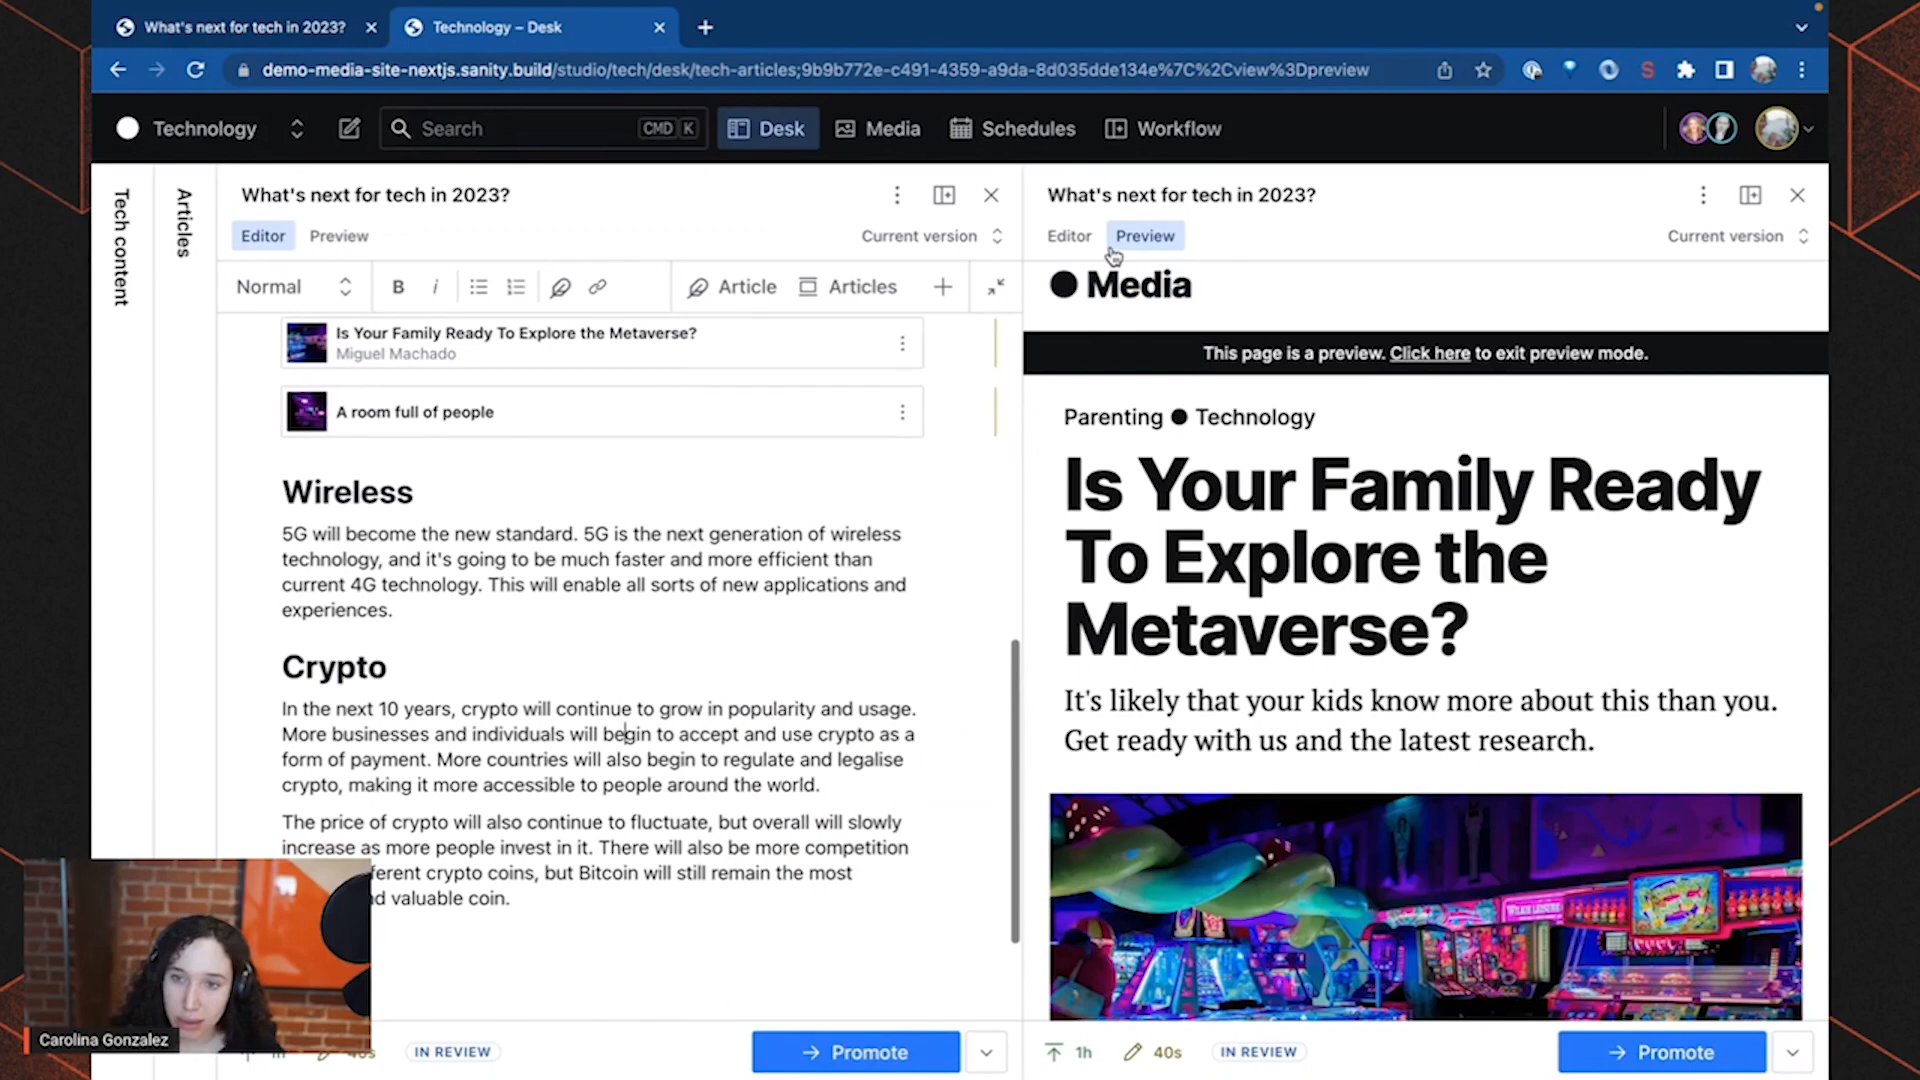 What's next for tech in 2023?
Technology – Desk
demo-media-site-nextjs.sanity.build/studio/tech/desk/tech-articles;9b9b772e-c491-4359-a9da-8d035dde134e%7C%2Cview%3Dpreview
Technology
Search
CMD K
Desk
Media
Schedules
Workflow
Tech content
Articles
What's next for tech in 2023?
Editor
Preview
Current version
Normal
B
i
Article
Articles
Is Your Family Ready To Explore the Metaverse?
Miguel Machado
A room full of people
Wireless
5G will become the new standard. 5G is the next generation of wireless
technology, and it's going to be much faster and more efficient than
current 4G technology. This will enable all sorts of new applications and
experiences.
Crypto
In the next 10 years, crypto will continue to grow in popularity and usage.
More businesses and individuals will begin to accept and use crypto as a
form of payment. More countries will also begin to regulate and legalise
crypto, making it more accessible to people around the world.
The price of crypto will also continue to fluctuate, but overall will slowly
increase as more people invest in it. There will also be more competition
crypto coins, but Bitcoin will still remain the most
valuable coin.
IN REVIEW
Promote
What's next for tech in 2023?
Editor
Preview
Current version
Media
This page is a preview. Click here to exit preview mode.
Parenting
Technology
Is Your Family Ready
To Explore the
Metaverse?
It's likely that your kids know more about this than you.
Get ready with us and the latest research.
1h
40s
IN REVIEW
Promote
Carolina Gonzalez